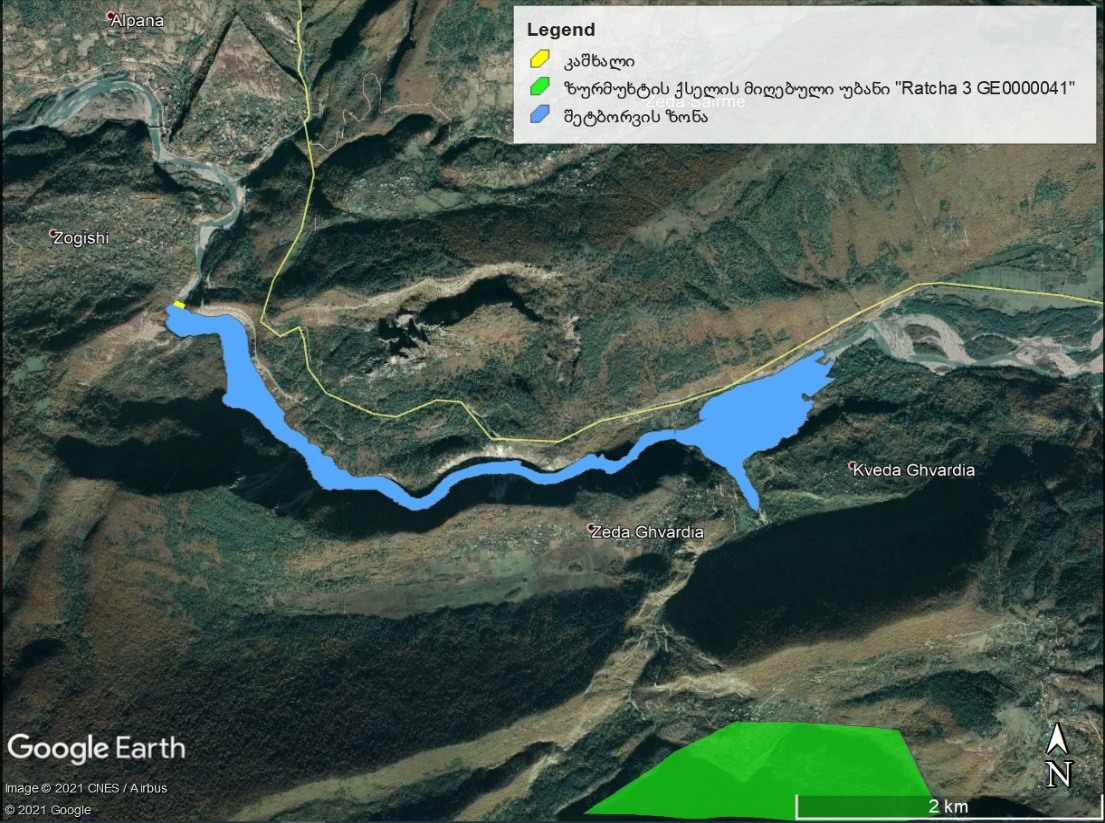 Alpana
Legend
კაშხალი
ზურმუხტის ქსელის მიღებული უბანი "Ratcha 3 GE0000041"
Zeda Sairme
შეტბორვის ზონა
Zogishi
Kveda Ghvardia
Zeda Ghvardia
Google Earth
Image © 2021 CNES / Airbus
© 2021 Google
N
2 km